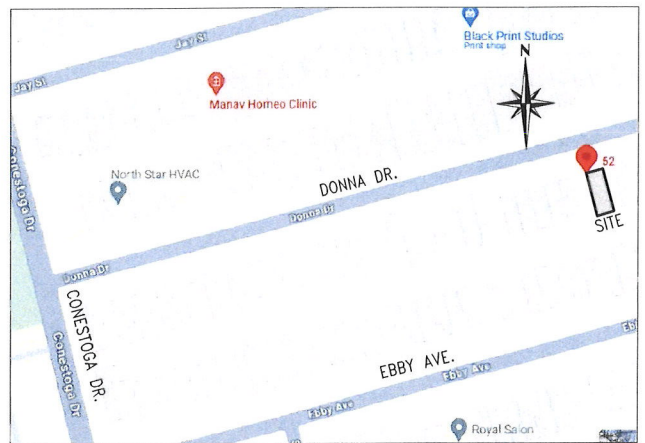 Black Print Studios
Print shop
N
Jay St
Jay St
Manav Homeo Clinic
52
North Star HVAC
DONNA DR.
Conestoga Dr
Donna Dr
SITE
Donna Dr
CONESTOGA DR.
Ebb
Conestoga Dr
EBBY AVE.
Ebby Ave
Ebby Ave
Royal Salon